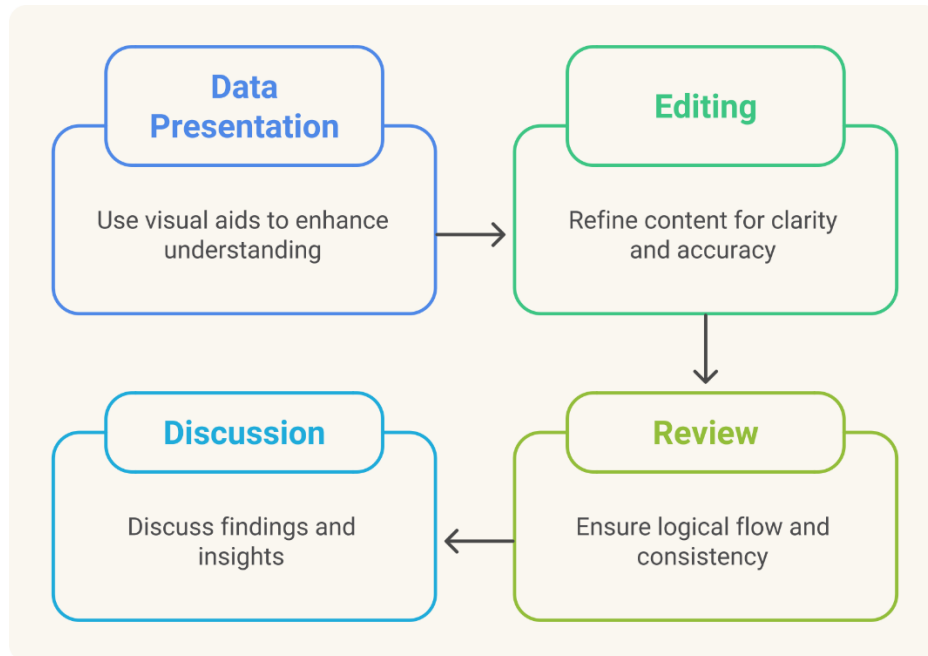 Data
Presentation
Use visual aids to enhance
understanding
Editing
Refine content for clarity
and accuracy
Review
Ensure logical flow and
consistency
Discussion
Discuss findings and
insights